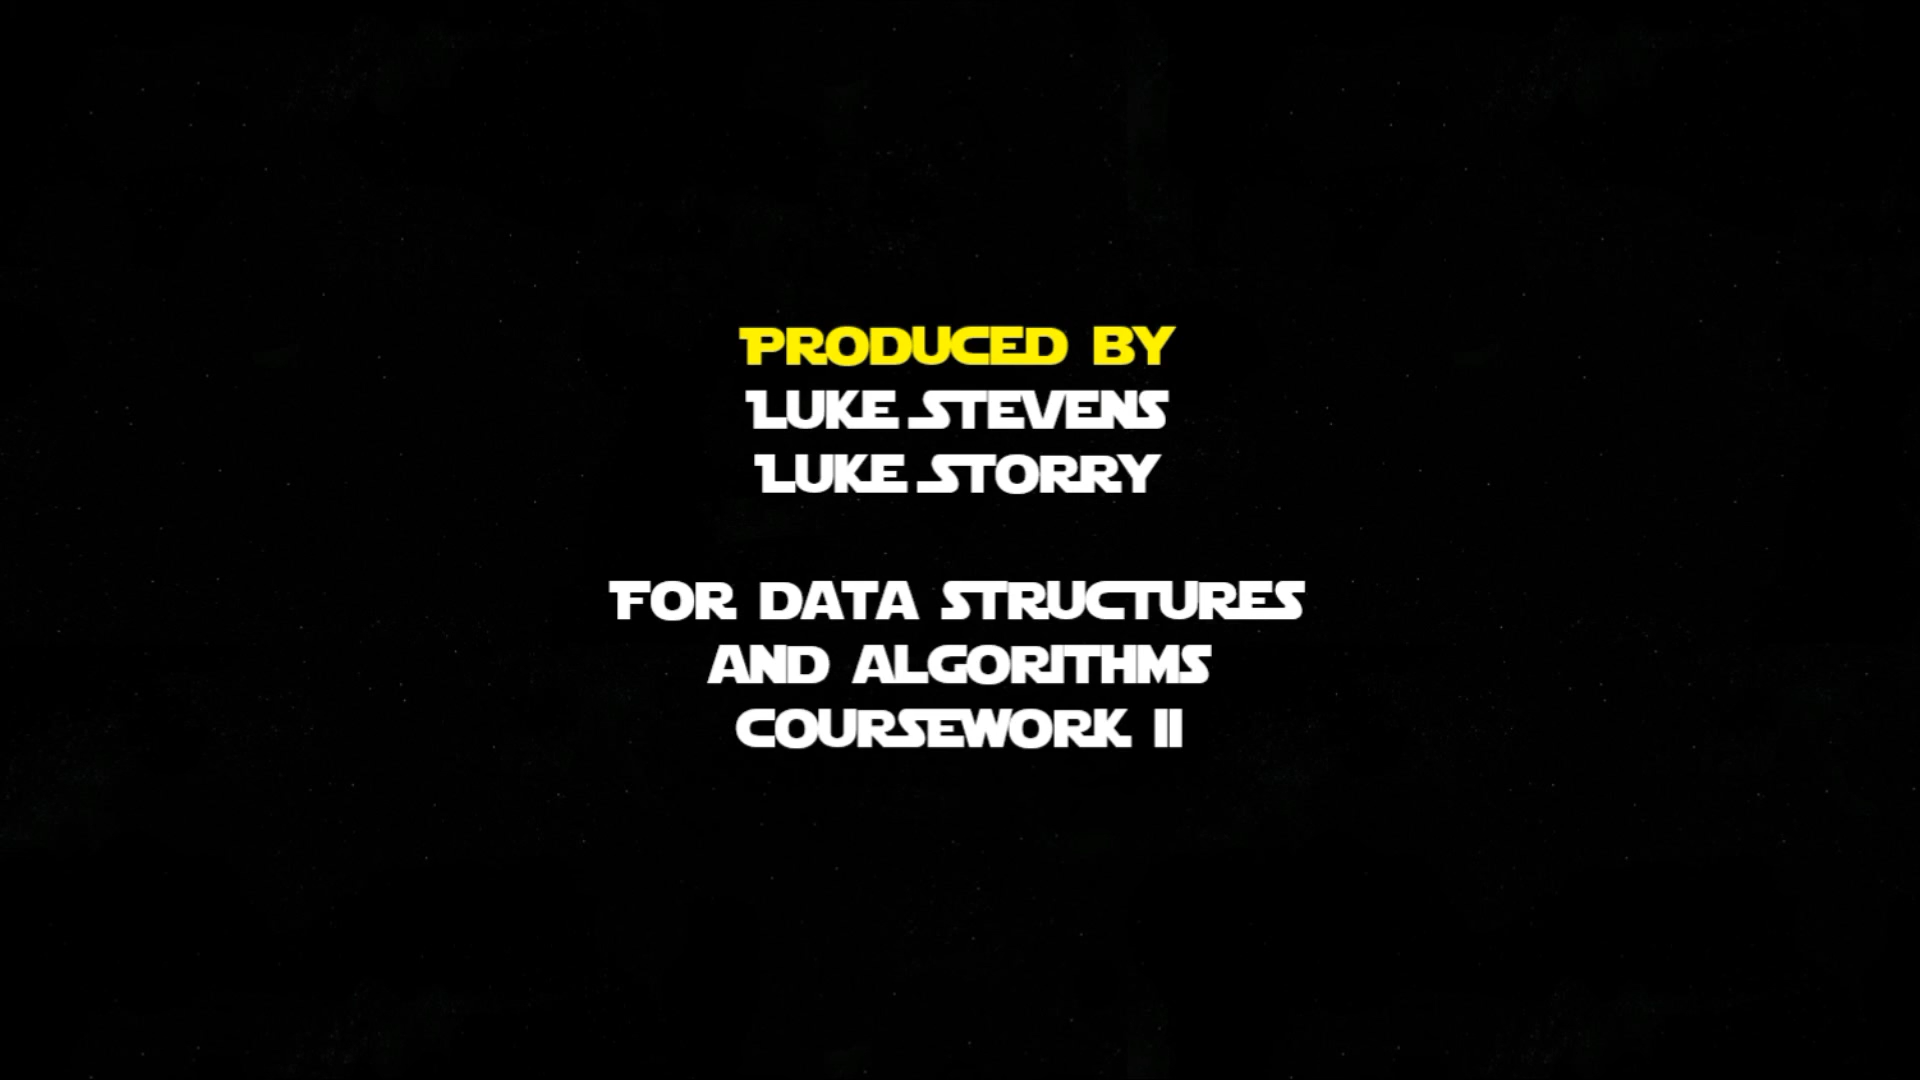 Produced by
Luke Stevens
Luke Storry
For data structures
and algorithms
coursework II